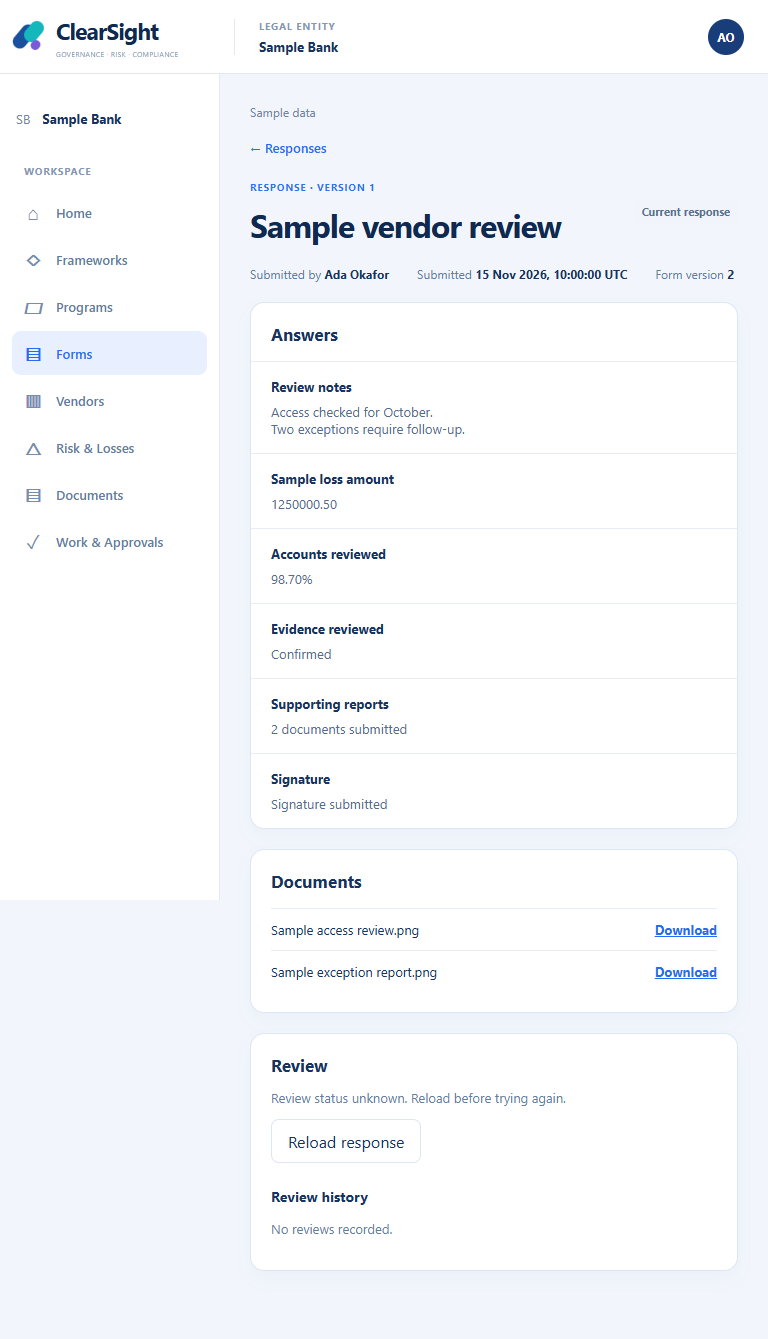 ClearSight
GOVERNANCE · RISK · COMPLIANCE
LEGAL ENTITY
Sample Bank
AO
SB Sample Bank
WORKSPACE
Home
Frameworks
Programs
Forms
Vendors
Risk & Losses
Documents
Work & Approvals
Sample data
← Responses
RESPONSE · VERSION 1
Sample vendor review
Current response
Submitted by Ada Okafor Submitted 15 Nov 2026, 10:00:00 UTC Form version 2
Answers
Review notes
Access checked for October.
Two exceptions require follow-up.
Sample loss amount
1250000.50
Accounts reviewed
98.70%
Evidence reviewed
Confirmed
Supporting reports
2 documents submitted
Signature
Signature submitted
Documents
Sample access review.png Download
Sample exception report.png Download
Review
Review status unknown. Reload before trying again.
Reload response
Review history
No reviews recorded.